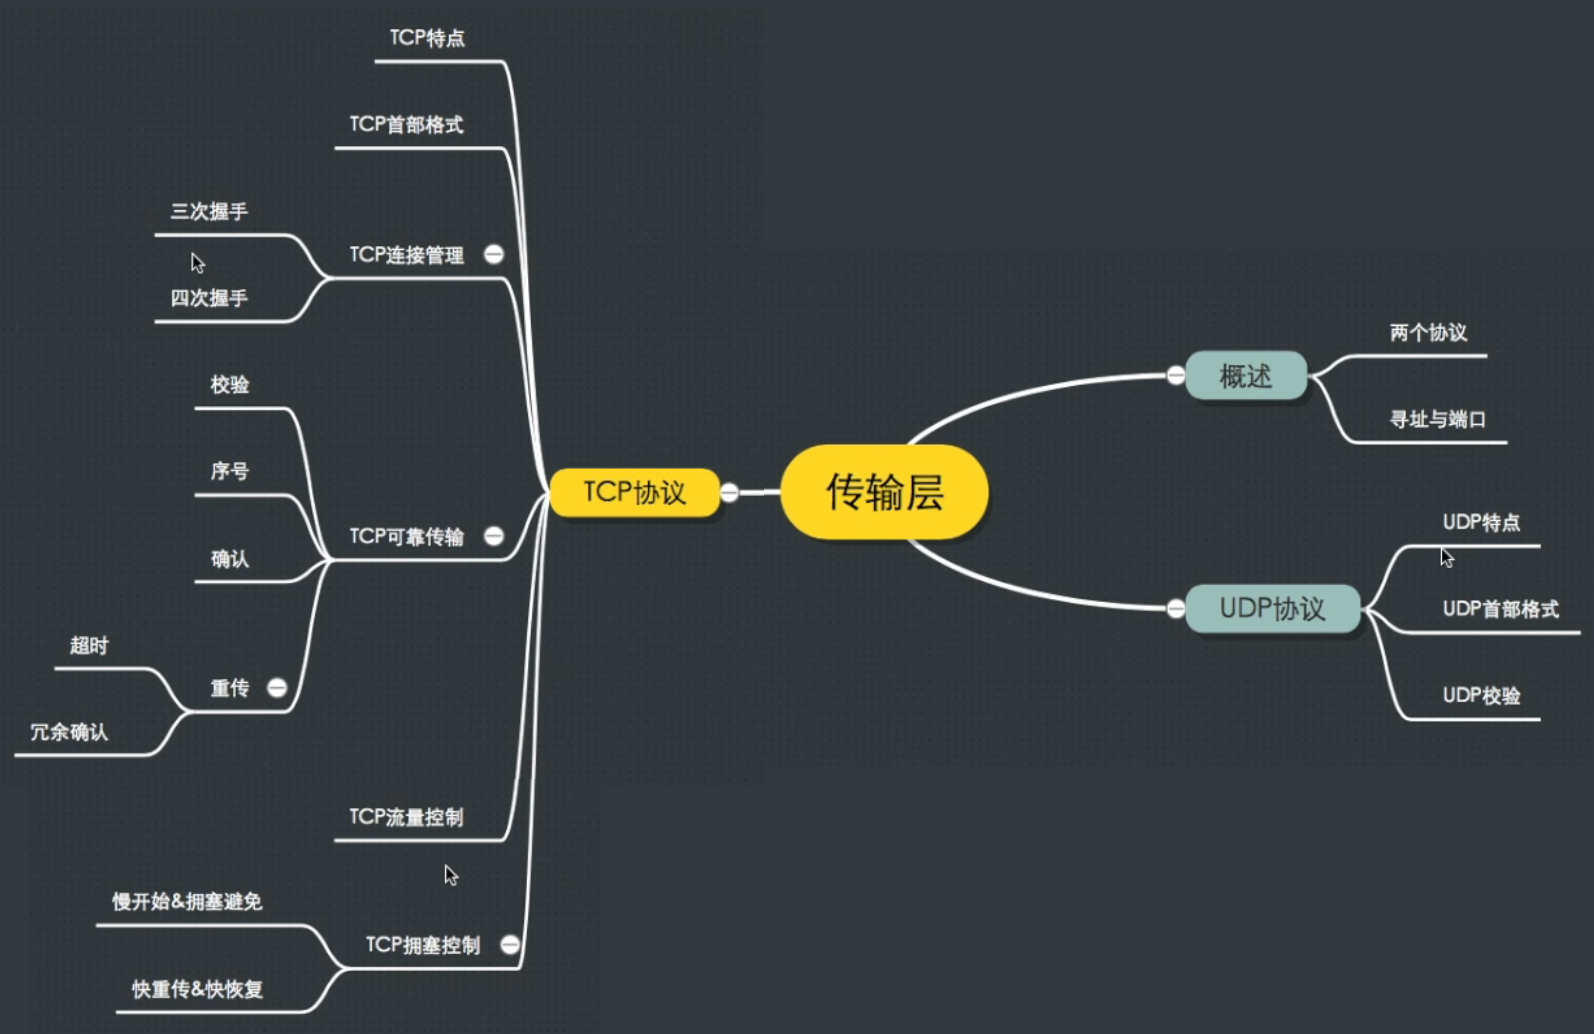 传输层
概述
两个协议
寻址与端口
UDP协议
UDP特点
UDP首部格式
UDP校验
TCP协议
TCP特点
TCP首部格式
TCP连接管理
三次握手
四次握手
TCP可靠传输
校验
序号
确认
重传
超时
冗余确认
TCP流量控制
TCP拥塞控制
慢开始&拥塞避免
快重传&快恢复